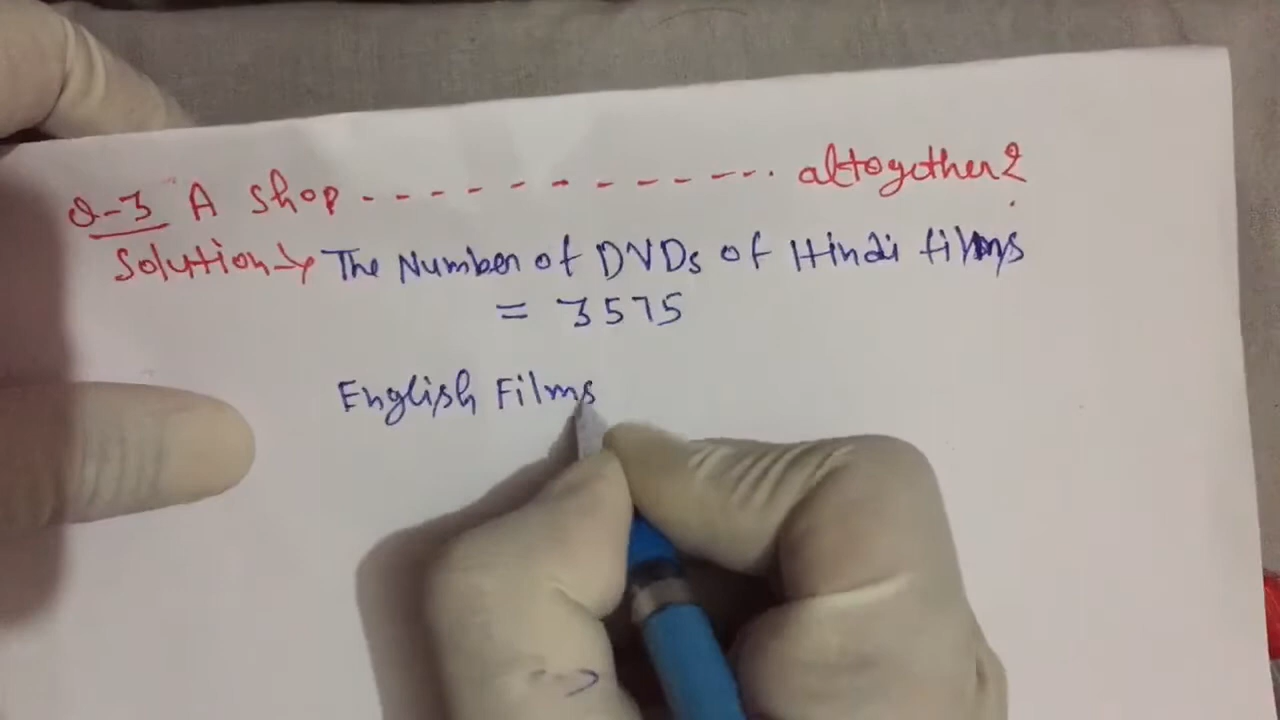 Q-3 A Shop ------------- altogether?
Solution→ The Number of DVDs of Hindi films
= 3575
English Films